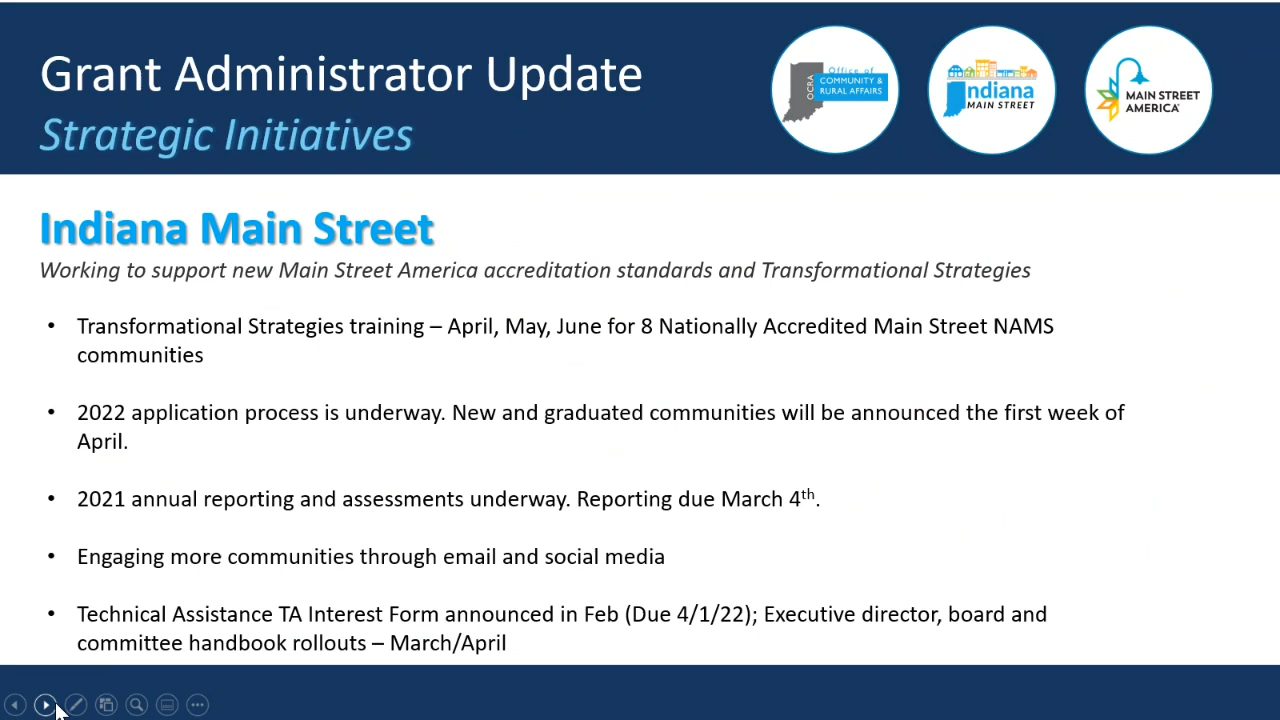 Grant Administrator Update
Strategic Initiatives
OCRA
Office of
COMMUNITY &
RURAL AFFAIRS
Indiana
MAIN STREET
MAIN STREET
AMERICA
Indiana Main Street
Working to support new Main Street America accreditation standards and Transformational Strategies
• Transformational Strategies training – April, May, June for 8 Nationally Accredited Main Street NAMS
communities
• 2022 application process is underway. New and graduated communities will be announced the first week of
April.
• 2021 annual reporting and assessments underway. Reporting due March 4th.
• Engaging more communities through email and social media
• Technical Assistance TA Interest Form announced in Feb (Due 4/1/22); Executive director, board and
committee handbook rollouts – March/April